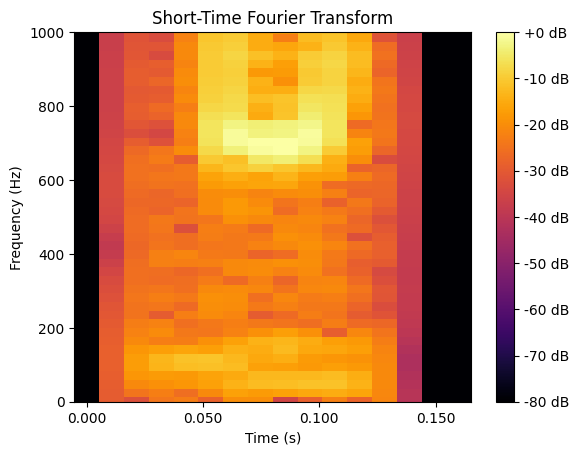 Short-Time Fourier Transform
Frequency (Hz)
1000
800
600
400
200
0
0.000
0.050
0.100
0.150
Time (s)
+0 dB
-10 dB
-20 dB
-30 dB
-40 dB
-50 dB
-60 dB
-70 dB
-80 dB